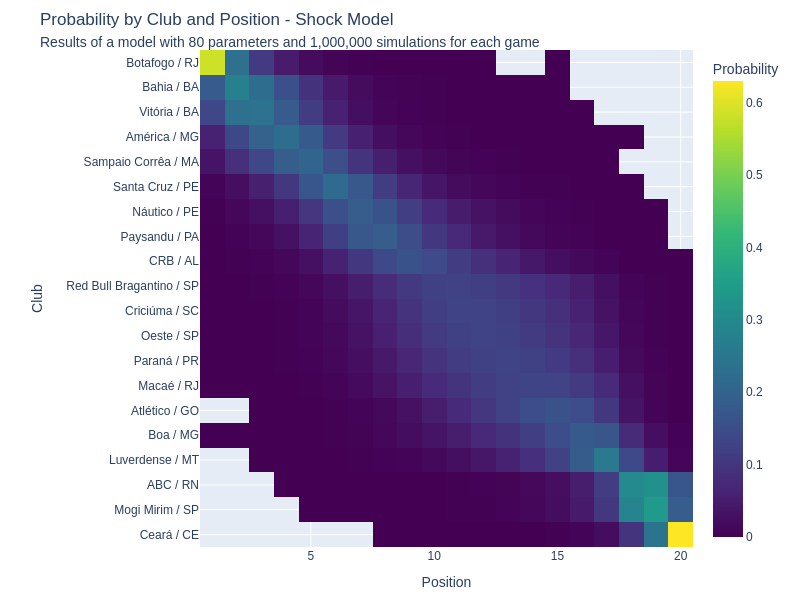 Probability by Club and Position - Shock Model
Results of a model with 80 parameters and 1,000,000 simulations for each game
Probability
Botafogo / RJ
Bahia / BA
Vitória / BA
América / MG
Sampaio Corrêa / MA
Santa Cruz / PE
Náutico / PE
Paysandu / PA
CRB / AL
Red Bull Bragantino / SP
Criciúma / SC
Oeste / SP
Paraná / PR
Macaé / RJ
Atlético / GO
Boa / MG
Luverdense / MT
ABC / RN
Mogi Mirim / SP
Ceará / CE
Club
5
10
15
20
Position
0.6
0.5
0.4
0.3
0.2
0.1
0